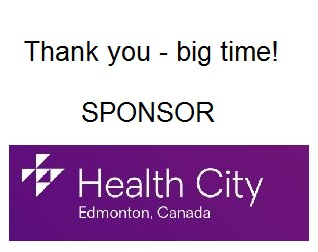 Thank you - big time!
SPONSOR
Health City
Edmonton, Canada